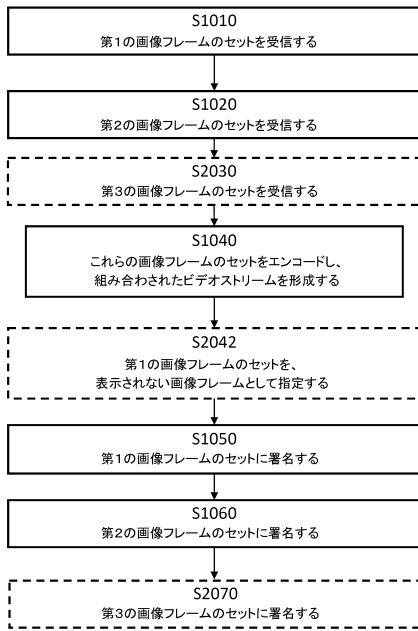 S1010
第1の画像フレームのセットを受信する
S1020
第2の画像フレームのセットを受信する
S2030
第3の画像フレームのセットを受信する
S1040
これらの画像フレームのセットをエンコードし、
組み合わされたビデオストリームを形成する
S2042
第1の画像フレームのセットを、
表示されない画像フレームとして指定する
S1050
第1の画像フレームのセットに署名する
S1060
第2の画像フレームのセットに署名する
S2070
第3の画像フレームのセットに署名する